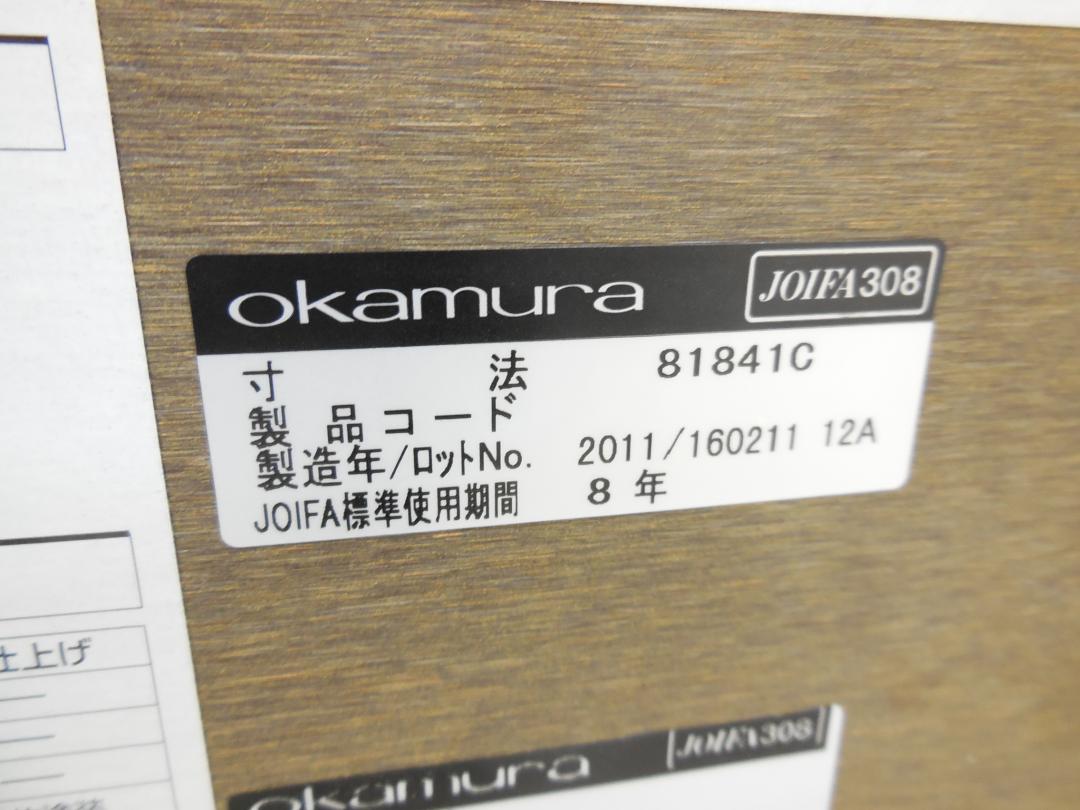 okamura JOIFA308
寸法
製品コード 81841C
製造年/ロットNo. 2011/160211 12A
JOIFA標準使用期間 8年
仕上げ
okamura JOIFA308